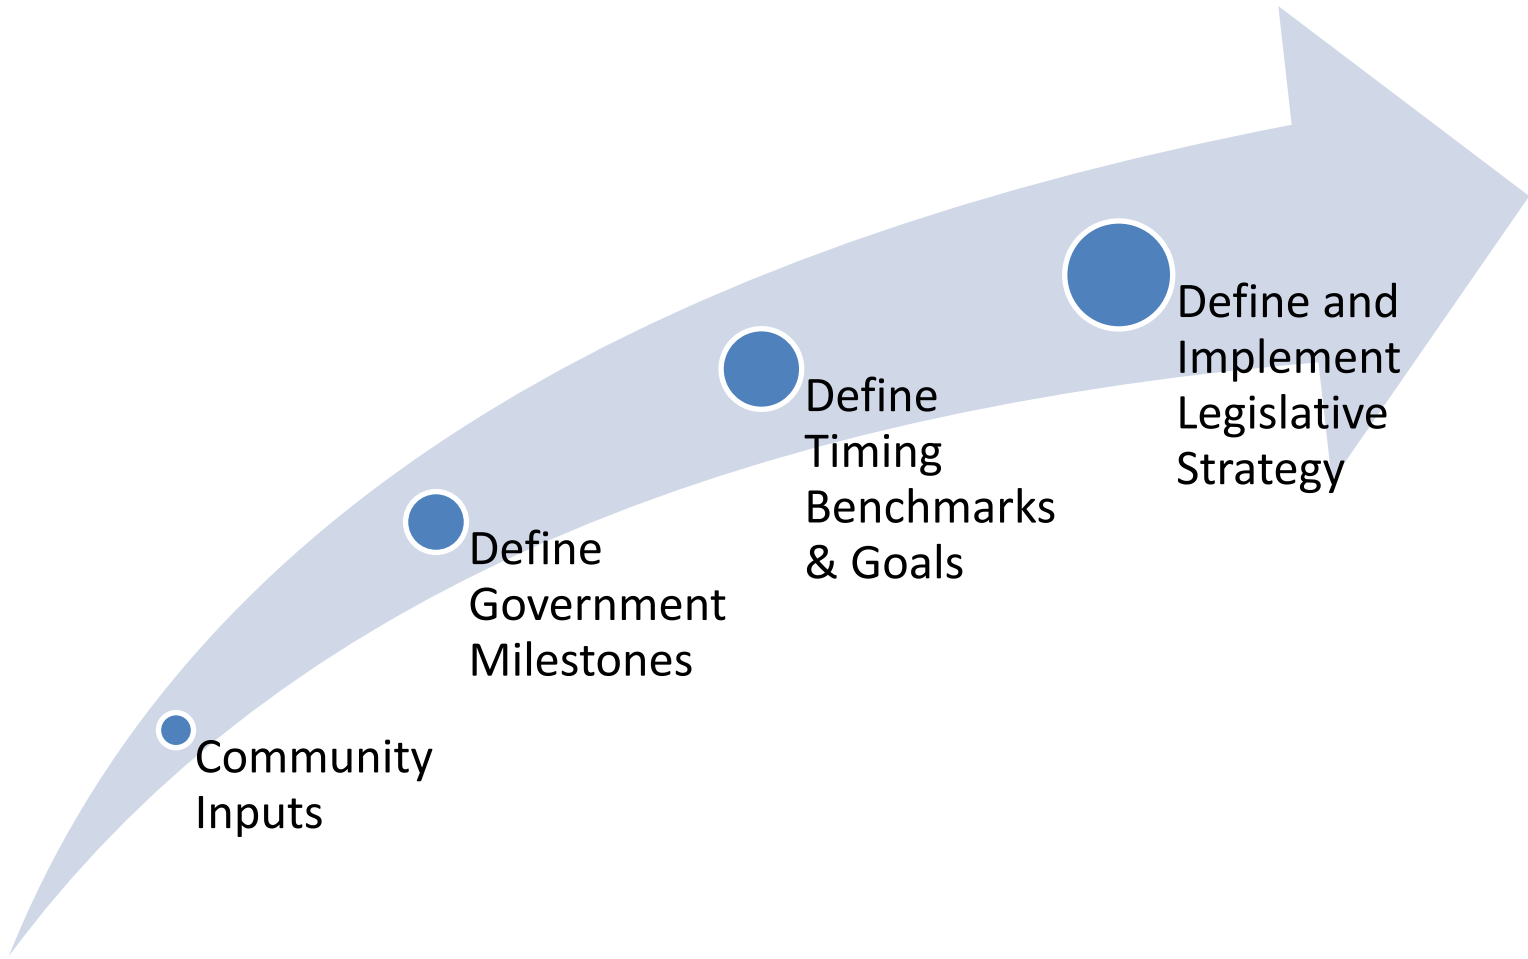 Community
Inputs
Define
Government
Milestones
Define
Timing
Benchmarks
& Goals
Define and
Implement
Legislative
Strategy